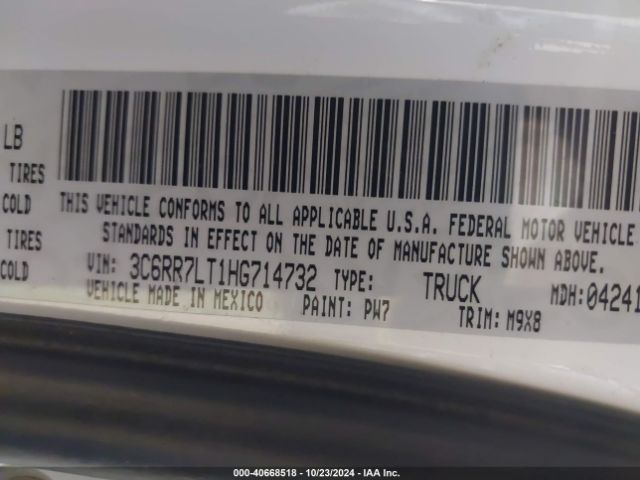 LB
TIRES
COLD
COLD
THIS VEHICLE CONFORMS TO ALL APPLICABLE U.S.A. FEDERAL MOTOR VEHICLE
STANDARDS IN EFFECT ON THE DATE OF MANUFACTURE SHOWN ABOVE.
VIN: 3C6RR7LT1HG714732 TYPE: TRUCK MDH:04241
VEHICLE MADE IN MEXICO PAINT: PW7 TRIM: M9X8
000-40668518 - 10/23/2024 - IAA Inc.